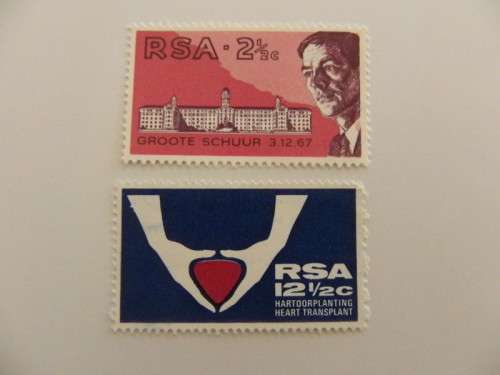 RSA · 2½c
GROOTE SCHUUR 3.12.67
RSA
12½c
HARTOORPLANTING
HEART TRANSPLANT